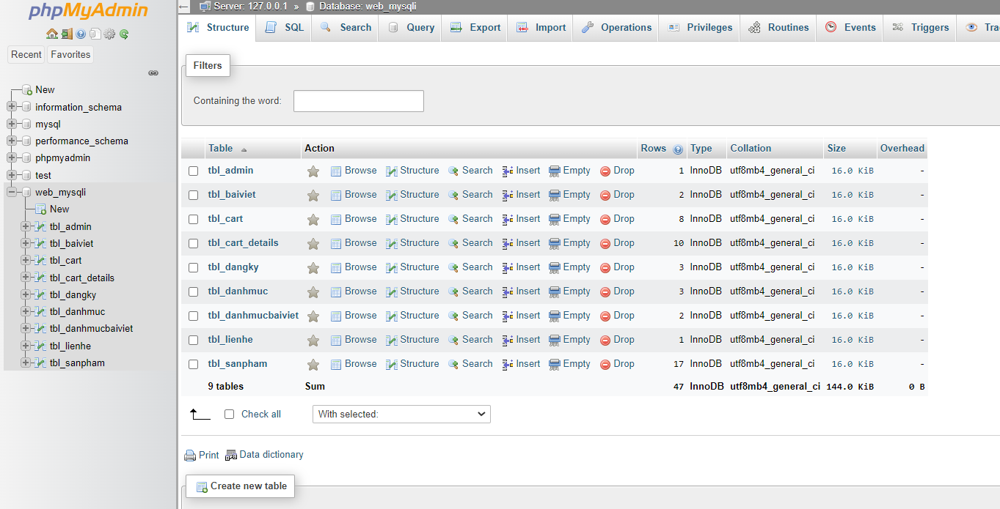 phpMyAdmin
Recent Favorites
New
information_schema
mysql
performance_schema
phpmyadmin
test
web_mysqli
New
tbl_admin
tbl_baiviet
tbl_cart
tbl_cart_details
tbl_dangky
tbl_danhmuc
tbl_danhmucbaiviet
tbl_lienhe
tbl_sanpham
Server: 127.0.0.1 » Database: web_mysqli
Structure SQL Search Query Export Import Operations Privileges Routines Events Triggers Tra
Filters
Containing the word:
Table Action Rows Type Collation Size Overhead
tbl_admin Browse Structure Search Insert Empty Drop 1 InnoDB utf8mb4_general_ci 16.0 KiB -
tbl_baiviet Browse Structure Search Insert Empty Drop 2 InnoDB utf8mb4_general_ci 16.0 KiB -
tbl_cart Browse Structure Search Insert Empty Drop 8 InnoDB utf8mb4_general_ci 16.0 KiB -
tbl_cart_details Browse Structure Search Insert Empty Drop 10 InnoDB utf8mb4_general_ci 16.0 KiB -
tbl_dangky Browse Structure Search Insert Empty Drop 3 InnoDB utf8mb4_general_ci 16.0 KiB -
tbl_danhmuc Browse Structure Search Insert Empty Drop 3 InnoDB utf8mb4_general_ci 16.0 KiB -
tbl_danhmucbaiviet Browse Structure Search Insert Empty Drop 2 InnoDB utf8mb4_general_ci 16.0 KiB -
tbl_lienhe Browse Structure Search Insert Empty Drop 1 InnoDB utf8mb4_general_ci 16.0 KiB -
tbl_sanpham Browse Structure Search Insert Empty Drop 17 InnoDB utf8mb4_general_ci 16.0 KiB -
9 tables Sum 47 InnoDB utf8mb4_general_ci 144.0 KiB 0 B
Check all With selected:
Print Data dictionary
Create new table